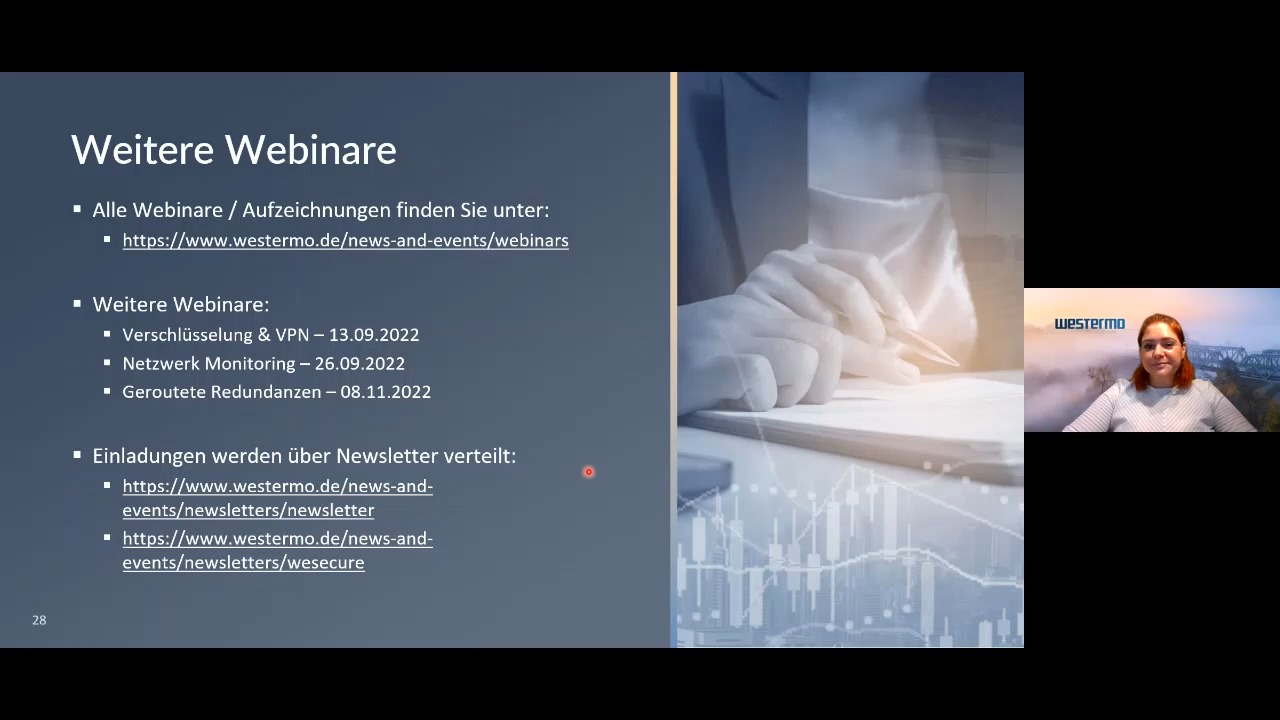 Weitere Webinare
Alle Webinare / Aufzeichnungen finden Sie unter:
https://www.westermo.de/news-and-events/webinars
Weitere Webinare:
Verschlüsselung & VPN – 13.09.2022
Netzwerk Monitoring – 26.09.2022
Geroutete Redundanzen – 08.11.2022
Einladungen werden über Newsletter verteilt:
https://www.westermo.de/news-and-
events/newsletters/newsletter
https://www.westermo.de/news-and-
events/newsletters/wesecure
28
westermo